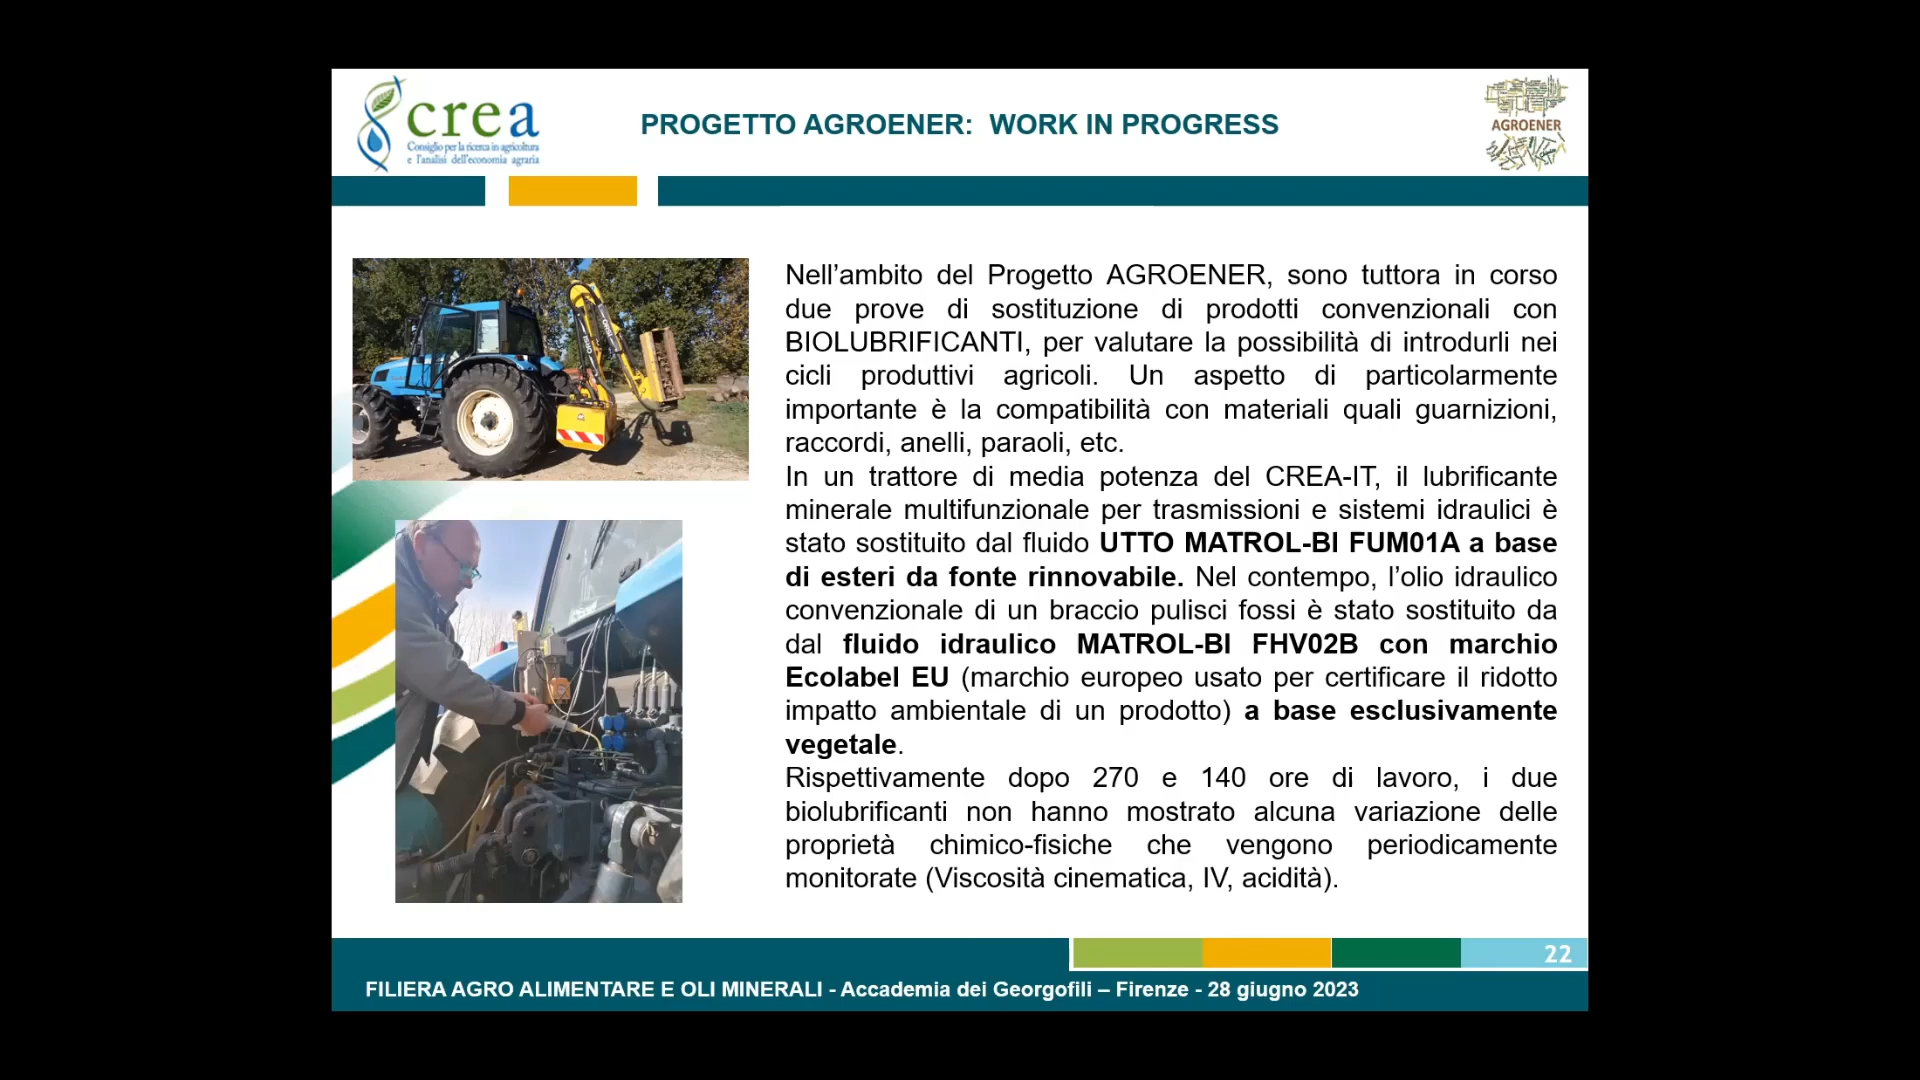 crea
Consiglio per la ricerca in agricoltura
e l'analisi dell'economia agraria
PROGETTO AGROENER: WORK IN PROGRESS
AGROENER
Nell’ambito del Progetto AGROENER, sono tuttora in corso
due prove di sostituzione di prodotti convenzionali con
BIOLUBRIFICANTI, per valutare la possibilità di introdurli nei
cicli produttivi agricoli. Un aspetto di particolarmente
importante è la compatibilità con materiali quali guarnizioni,
raccordi, anelli, paraoli, etc.
In un trattore di media potenza del CREA-IT, il lubrificante
minerale multifunzionale per trasmissioni e sistemi idraulici è
stato sostituito dal fluido UTTO MATROL-BI FUM01A a base
di esteri da fonte rinnovabile. Nel contempo, l’olio idraulico
convenzionale di un braccio pulisci fossi è stato sostituito da
dal fluido idraulico MATROL-BI FHV02B con marchio
Ecolabel EU (marchio europeo usato per certificare il ridotto
impatto ambientale di un prodotto) a base esclusivamente
vegetale.
Rispettivamente dopo 270 e 140 ore di lavoro, i due
biolubrificanti non hanno mostrato alcuna variazione delle
proprietà chimico-fisiche che vengono periodicamente
monitorate (Viscosità cinematica, IV, acidità).
22
FILIERA AGRO ALIMENTARE E OLI MINERALI - Accademia dei Georgofili – Firenze - 28 giugno 2023